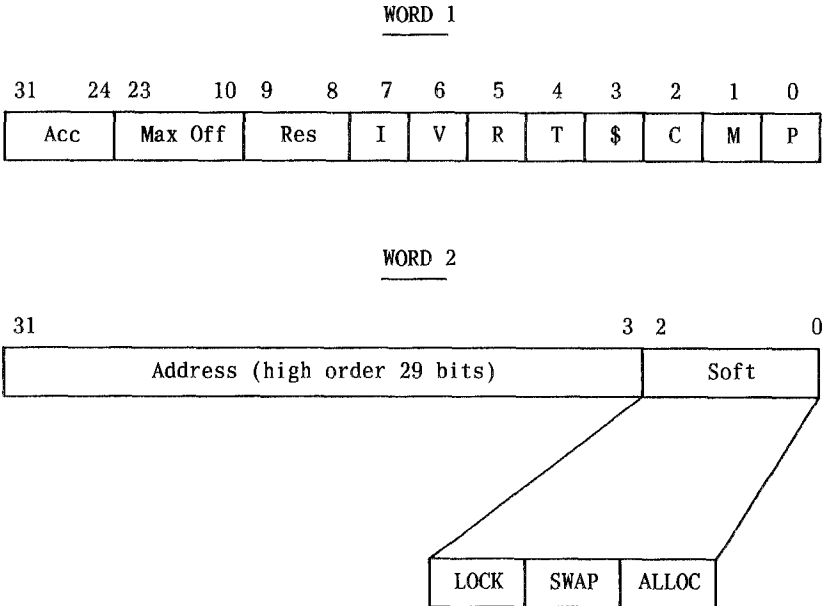 WORD 1
31 24 23 10 9 8 7 6 5 4 3 2 1 0
Acc Max Off Res I V R T $ C M P
WORD 2
31 3 2 0
Address (high order 29 bits) Soft
LOCK SWAP ALLOC